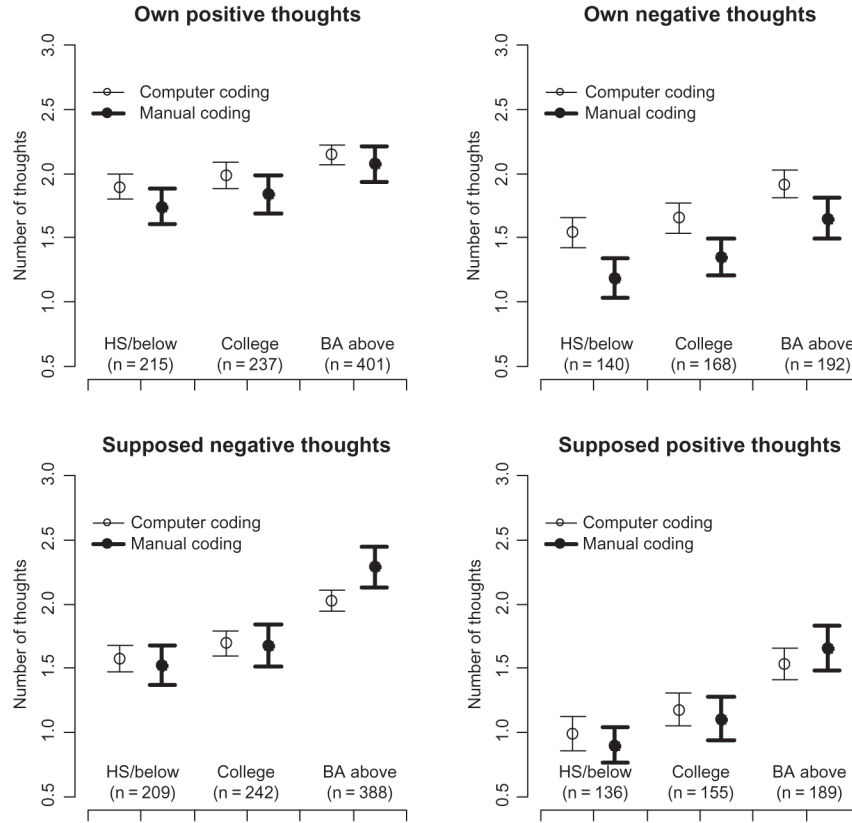 Own positive thoughts
Number of thoughts
3.0
2.5
2.0
1.5
1.0
0.5
Computer coding
Manual coding
HS/below College BA above
(n = 215) (n = 237) (n = 401)
Own negative thoughts
Number of thoughts
3.0
2.5
2.0
1.5
1.0
0.5
Computer coding
Manual coding
HS/below College BA above
(n = 140) (n = 168) (n = 192)
Supposed negative thoughts
Number of thoughts
3.0
2.5
2.0
1.5
1.0
0.5
Computer coding
Manual coding
HS/below College BA above
(n = 209) (n = 242) (n = 388)
Supposed positive thoughts
Number of thoughts
3.0
2.5
2.0
1.5
1.0
0.5
Computer coding
Manual coding
HS/below College BA above
(n = 136) (n = 155) (n = 189)